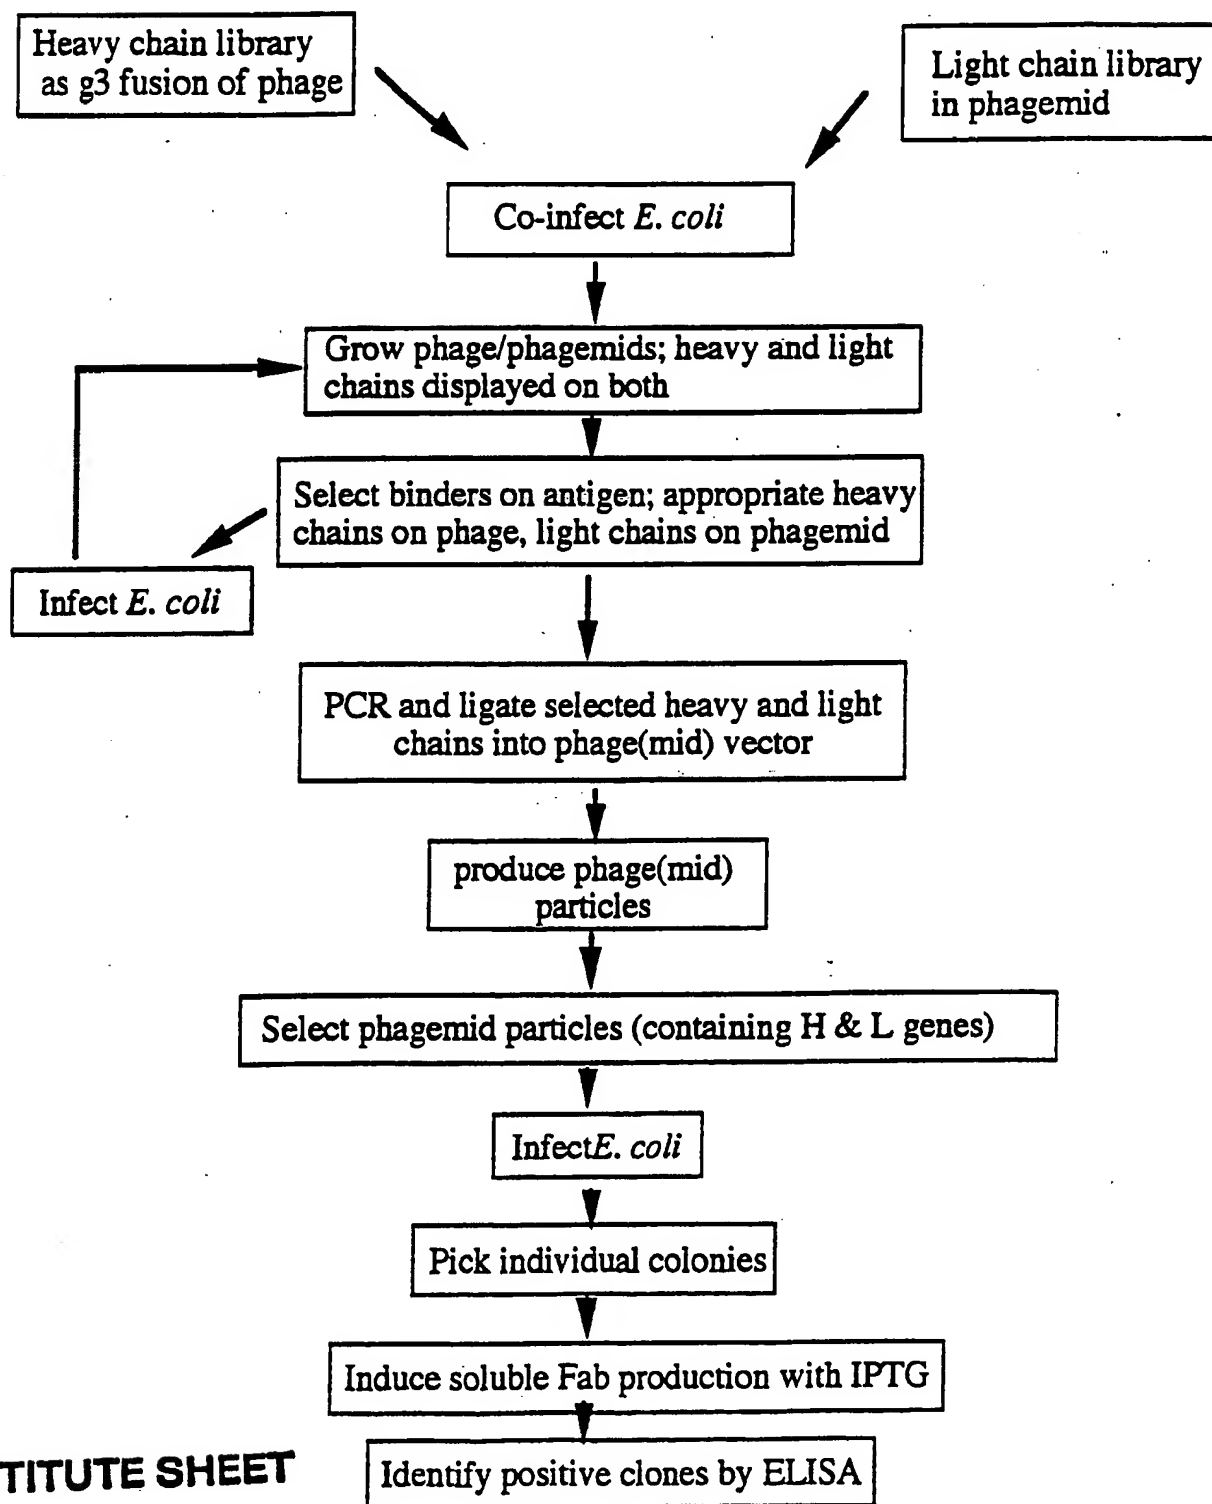 Heavy chain library
as g3 fusion of phage
Light chain library
in phagemid
Co-infect E. coli
Grow phage/phagemids; heavy and light
chains displayed on both
Select binders on antigen; appropriate heavy
chains on phage, light chains on phagemid
Infect E. coli
PCR and ligate selected heavy and light
chains into phage(mid) vector
produce phage(mid)
particles
Select phagemid particles (containing H & L genes)
InfectE. coli
Pick individual colonies
Induce soluble Fab production with IPTG
Identify positive clones by ELISA
TITUTE SHEET